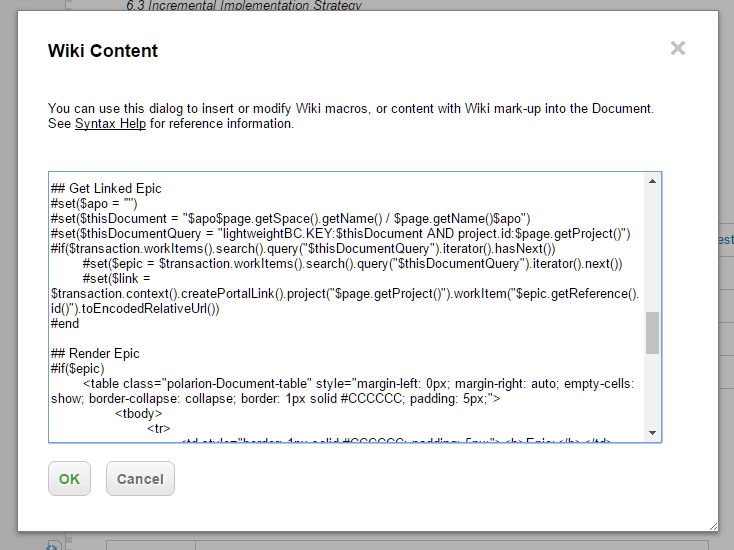 6.3 Incremental Implementation Strategy
Wiki Content
You can use this dialog to insert or modify Wiki macros, or content with Wiki mark-up into the Document.
See Syntax Help for reference information.
## Get Linked Epic
#set($apo = '"')
#set($thisDocument = "$apo$page.getSpace().getName() / $page.getName()$apo")
#set($thisDocumentQuery = "lightweightBC.KEY:$thisDocument AND project.id:$page.getProject()")
#if($transaction.workItems().search().query("$thisDocumentQuery").iterator().hasNext())
#set($epic = $transaction.workItems().search().query("$thisDocumentQuery").iterator().next())
#set($link =
$transaction.context().createPortalLink().project("$page.getProject()").workItem("$epic.getReference().
id()").toEncodedRelativeUrl())
#end
## Render Epic
#if($epic)
<table class="polarion-Document-table" style="margin-left: 0px; margin-right: auto; empty-cells:
show; border-collapse: collapse; border: 1px solid #CCCCCC; padding: 5px;">
<tbody>
<tr>
<td style="border: 1px solid #CCCCCC; padding: 5px;"> <b>Epic:</b> </td>
est
OK
Cancel